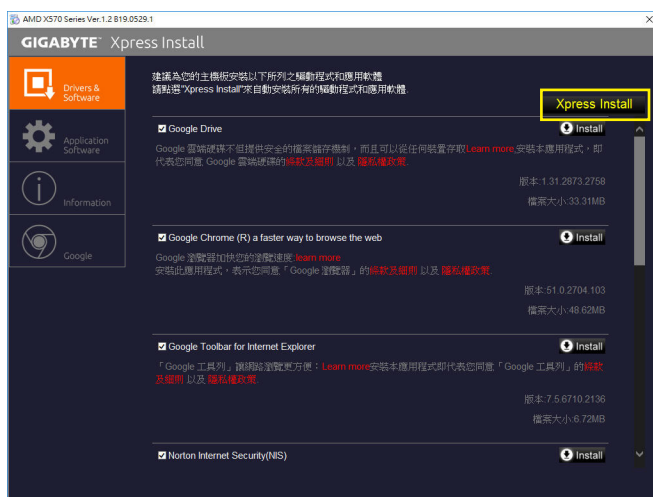 AMD X570 Series Ver.1.2 B19.0529.1
GIGABYTE™ Xpress Install
Drivers &
Software
Application
Software
Information
Google
建議為您的主機板安裝以下所列之驅動程式和應用軟體
請點選"Xpress Install"來自動安裝所有的驅動程式和應用軟體.
Xpress Install
Google Drive
Install
Google 雲端硬碟不但提供安全的檔案儲存機制,而且可以從任何裝置存取Learn more,安裝本應用程式,即
代表您同意 Google 雲端硬碟的條款及細則 以及 隱私權政策.
版本:1.31.2873.2758
檔案大小:33.31MB
Google Chrome (R) a faster way to browse the web
Install
Google 瀏覽器加快您的瀏覽速度:learn more
安裝此應用程式,表示您同意「Google 瀏覽器」的條款及細則 以及 隱私權政策.
版本:51.0.2704.103
檔案大小:48.62MB
Google Toolbar for Internet Explorer
Install
「Google 工具列」讓網路瀏覽更方便:Learn more安裝本應用程式即代表您同意「Google 工具列」的條款
及細則 以及 隱私權政策.
版本:7.5.6710.2136
檔案大小:6.72MB
Norton Internet Security(NIS)
Install